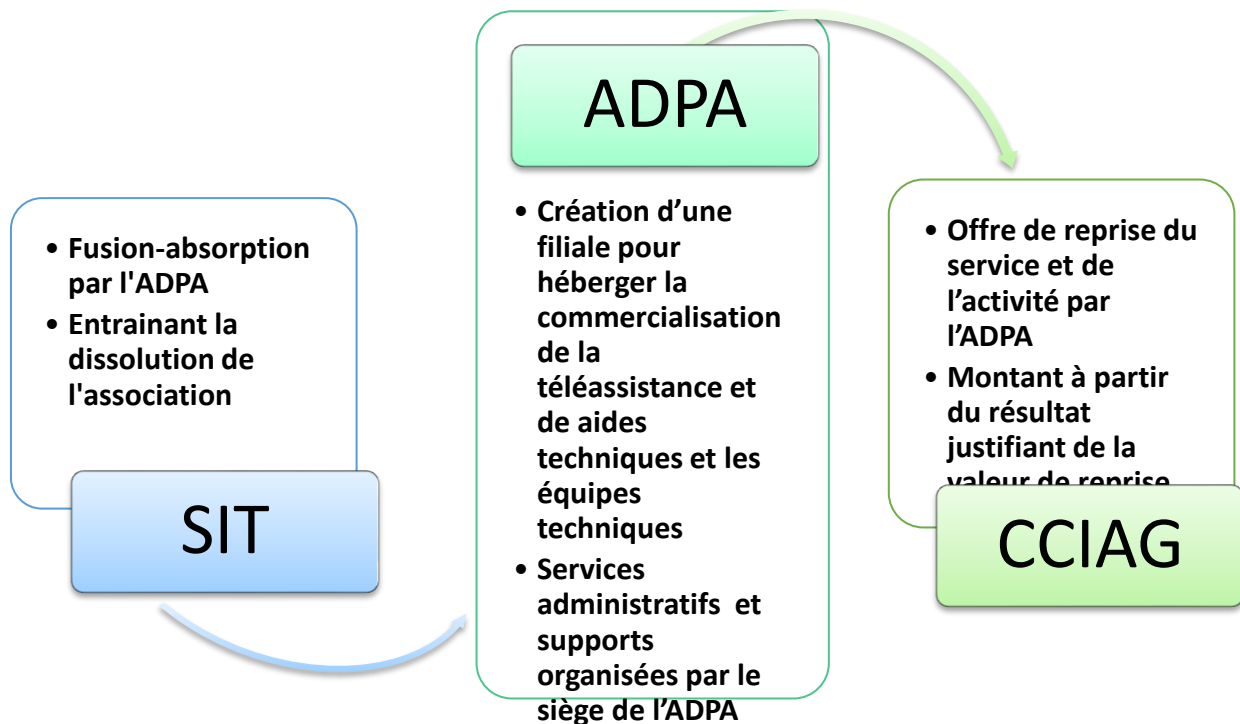 • Fusion-absorption
par l'ADPA
• Entrainant la
dissolution de
l'association
SIT
ADPA
• Création d’une
filiale pour
héberger la
commercialisation
de la
téléassistance et
de aides
techniques et les
équipes
techniques
• Services
administratifs et
supports
organisées par le
siège de l’ADPA
• Offre de reprise du
service et de
l’activité par
l’ADPA
• Montant à partir
du résultat
justifiant de la
valeur de reprise
CCIAG